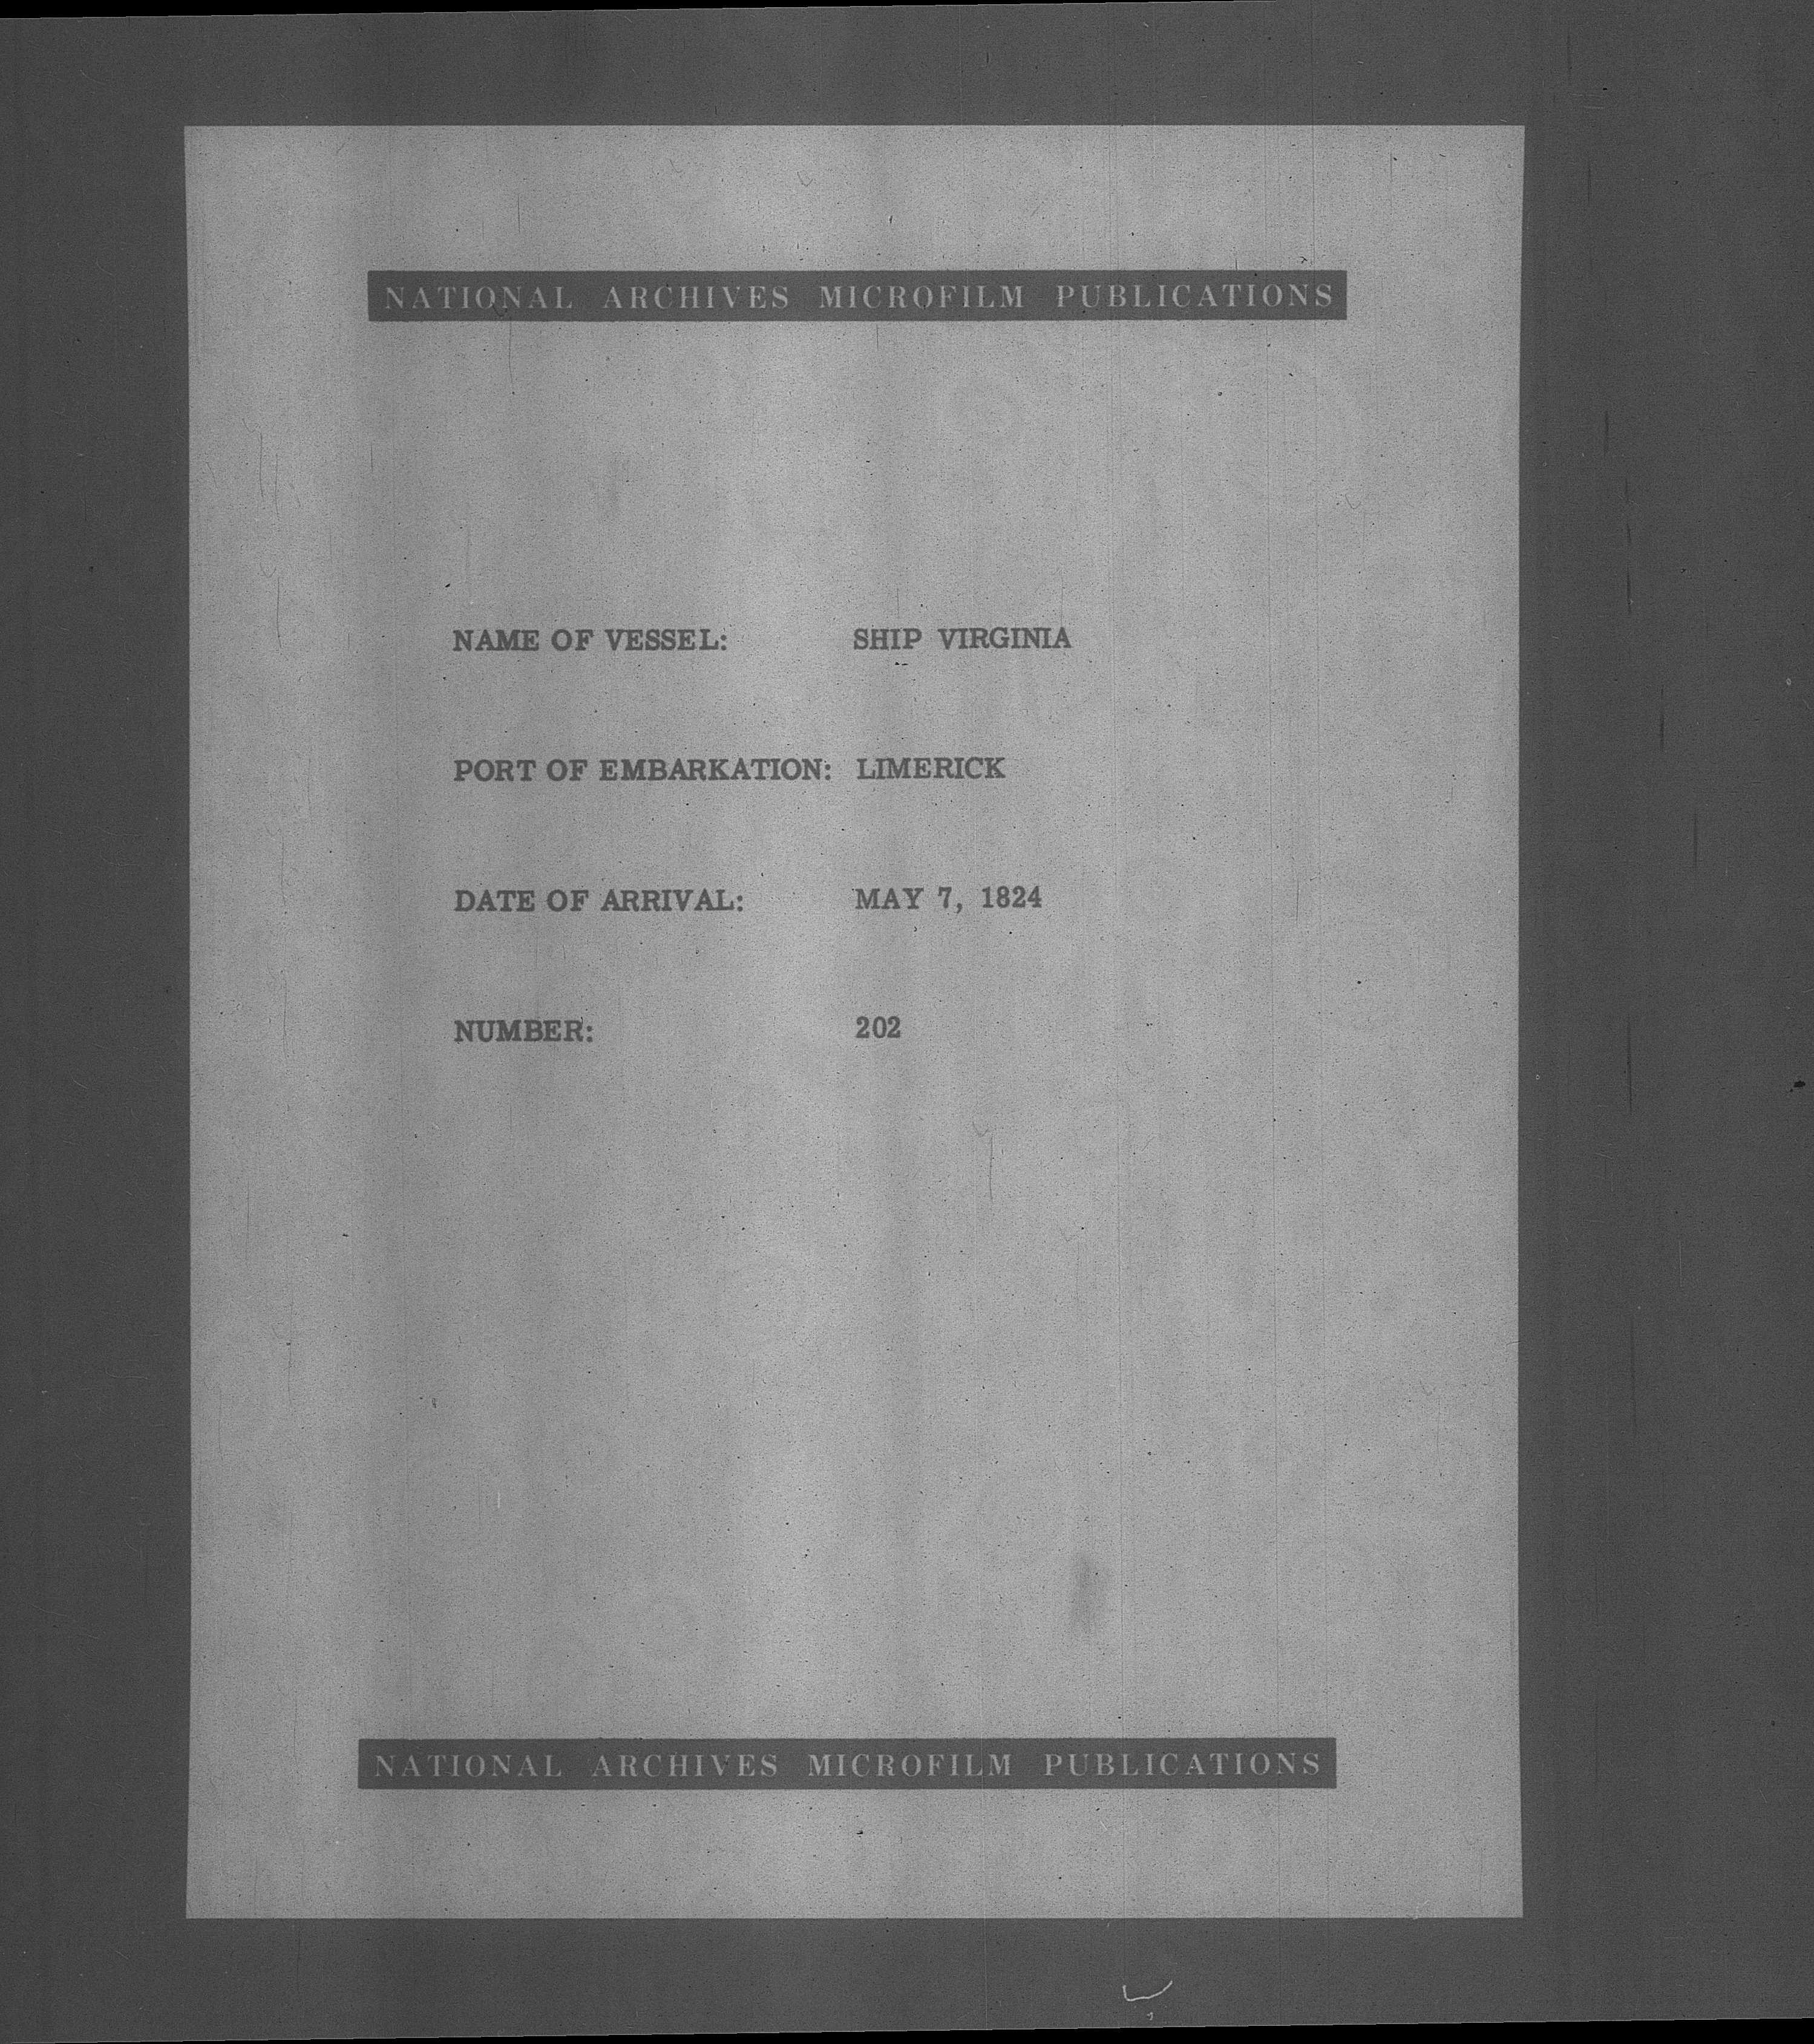 NATIONAL ARCHIVES MICROFILM PUBLICATIONS
NAME OF VESSEL: SHIP VIRGINIA
PORT OF EMBARKATION: LIMERICK
DATE OF ARRIVAL: MAY 7, 1824
NUMBER: 202
NATIONAL ARCHIVES MICROFILM PUBLICATIONS